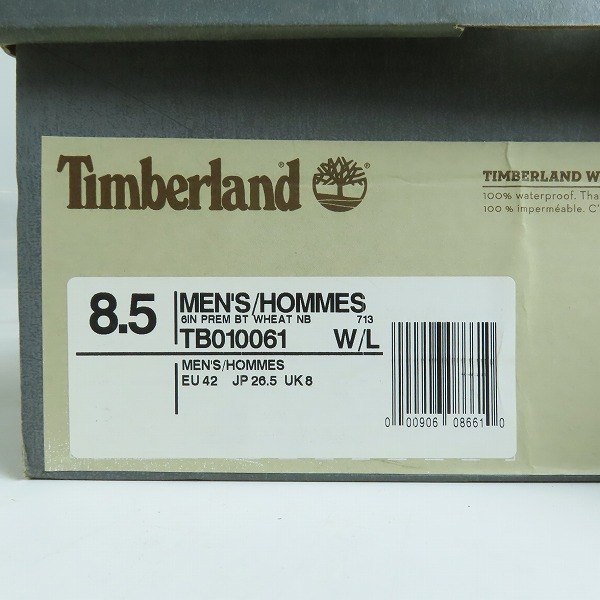 Timberland®
TIMBERLAND W
100% waterproof. Tha
100 % imperméable. C'
8.5 MEN'S/HOMMES
6IN PREM BT WHEAT NB 713
TB010061 W/L
MEN'S/HOMMES
EU 42 JP 26.5 UK 8
0 00906 08661 0